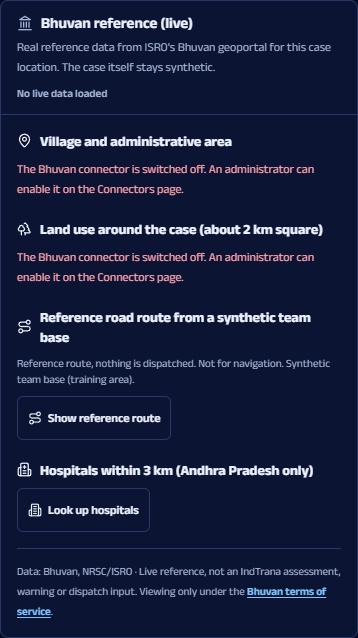 Bhuvan reference (live)
Real reference data from ISRO's Bhuvan geoportal for this case
location. The case itself stays synthetic.
No live data loaded
Village and administrative area
The Bhuvan connector is switched off. An administrator can
enable it on the Connectors page.
Land use around the case (about 2 km square)
The Bhuvan connector is switched off. An administrator can
enable it on the Connectors page.
Reference road route from a synthetic team
base
Reference route, nothing is dispatched. Not for navigation. Synthetic
team base (training area).
Show reference route
Hospitals within 3 km (Andhra Pradesh only)
Look up hospitals
Data: Bhuvan, NRSC/ISRO · Live reference, not an IndTrana assessment,
warning or dispatch input. Viewing only under the Bhuvan terms of
service.